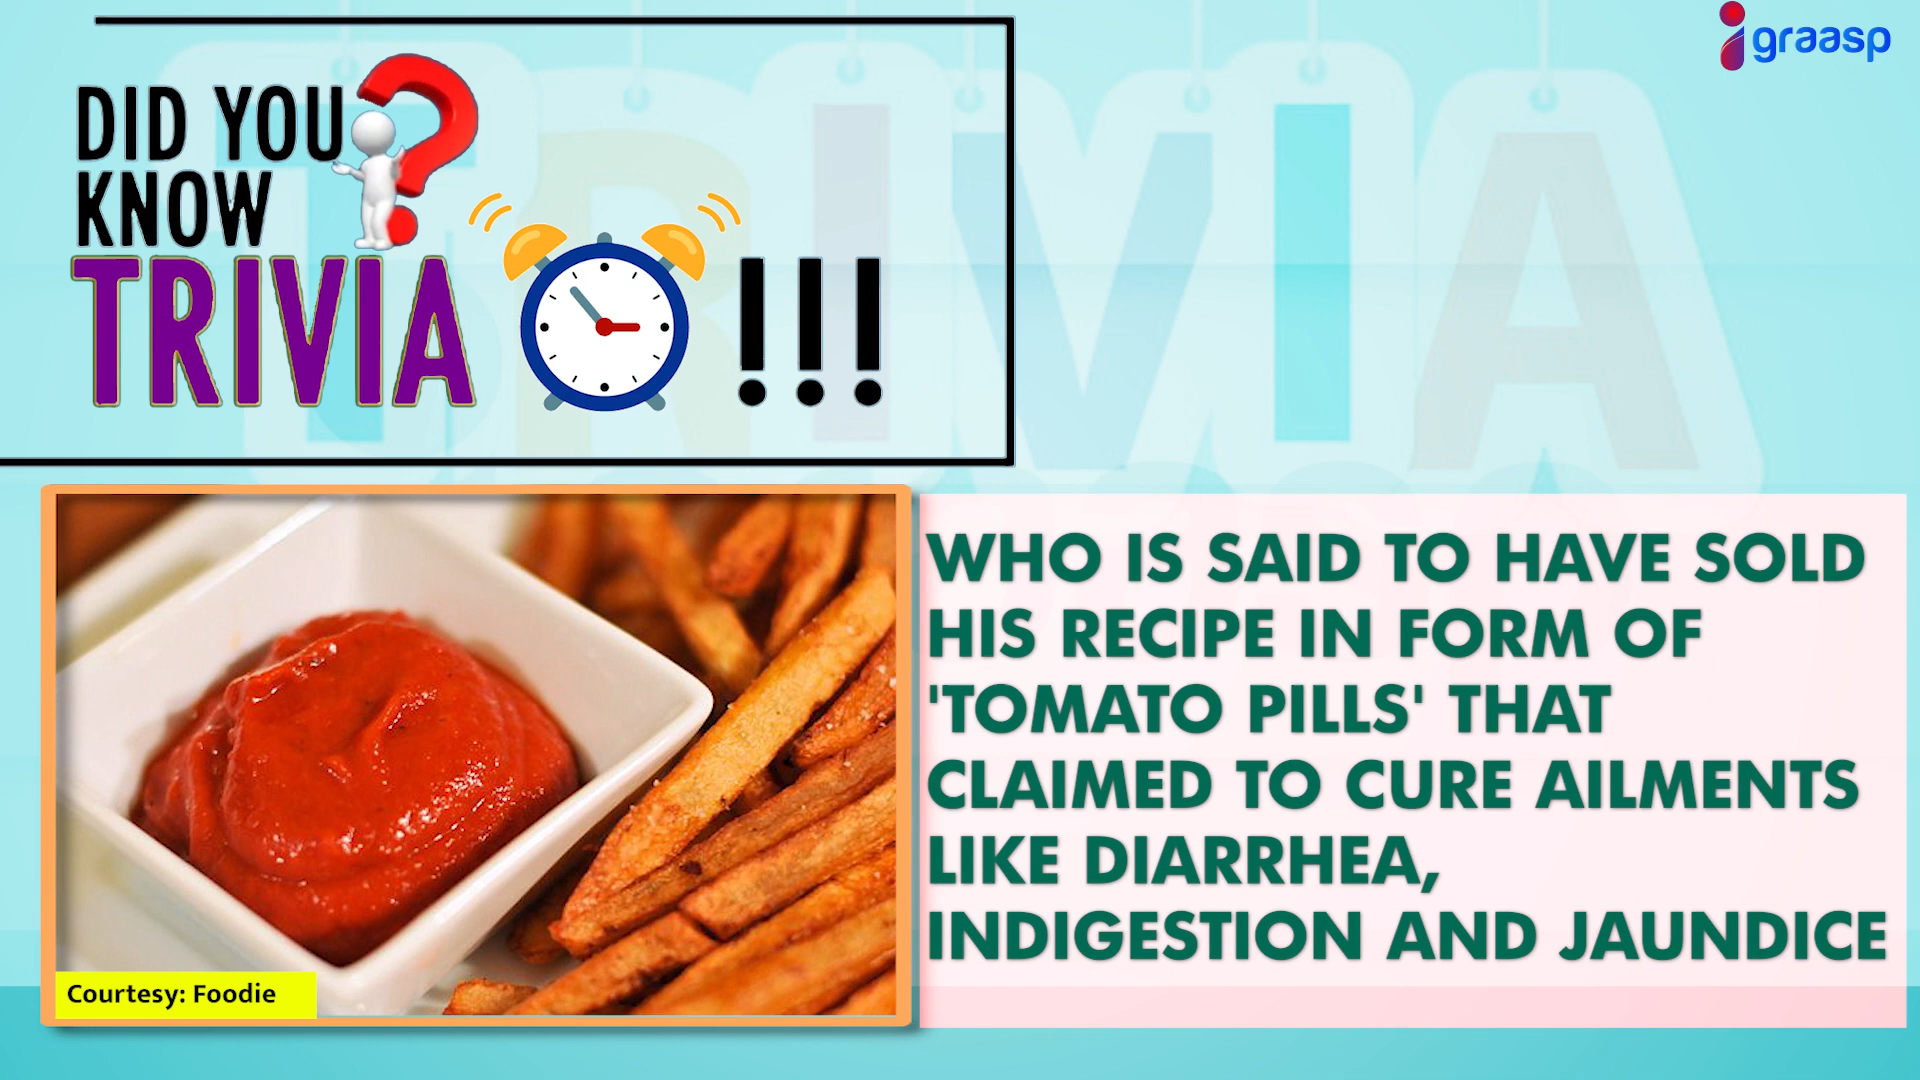 igraasp
DID YOU
KNOW
TRIVIA !!!
TRIVIA
WHO IS SAID TO HAVE SOLD
HIS RECIPE IN FORM OF
'TOMATO PILLS' THAT
CLAIMED TO CURE AILMENTS
LIKE DIARRHEA,
INDIGESTION AND JAUNDICE
Courtesy: Foodie